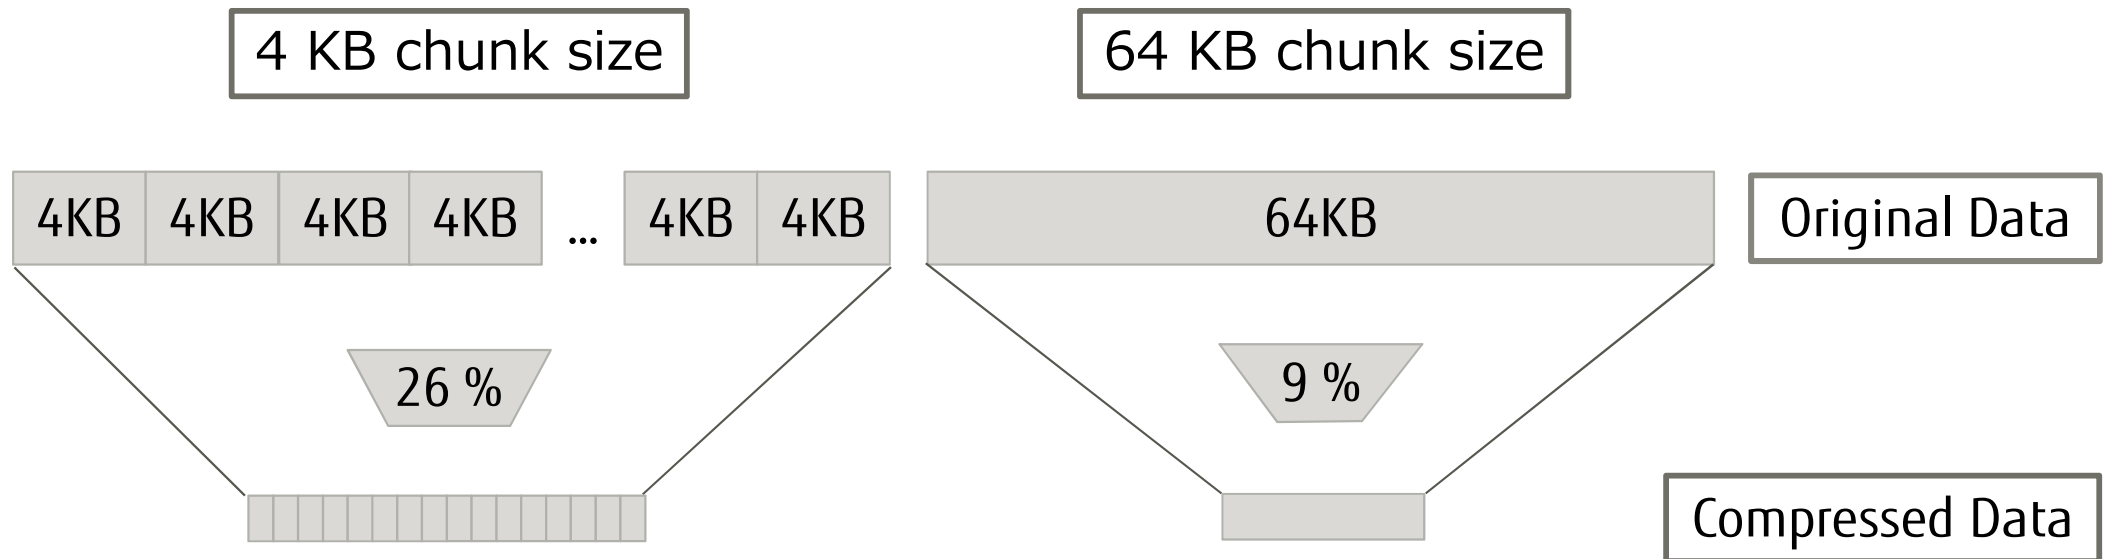 4 KB chunk size
64 KB chunk size
4KB 4KB 4KB 4KB ... 4KB 4KB
64KB
Original Data
26 %
9 %
Compressed Data